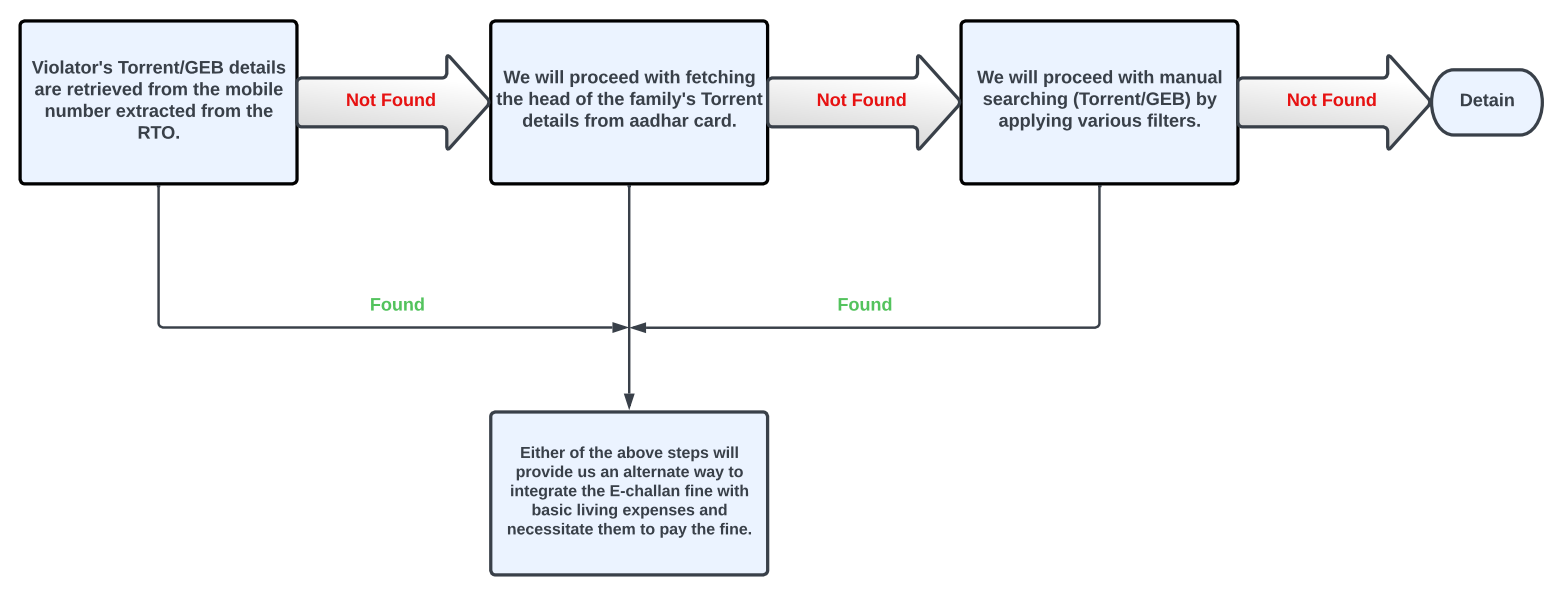 Violator's Torrent/GEB details
are retrieved from the mobile
number extracted from the
RTO.
Not Found
We will proceed with fetching
the head of the family's Torrent
details from aadhar card.
Not Found
We will proceed with manual
searching (Torrent/GEB) by
applying various filters.
Not Found
Detain
Found
Found
Either of the above steps will
provide us an alternate way to
integrate the E-challan fine with
basic living expenses and
necessitate them to pay the fine.